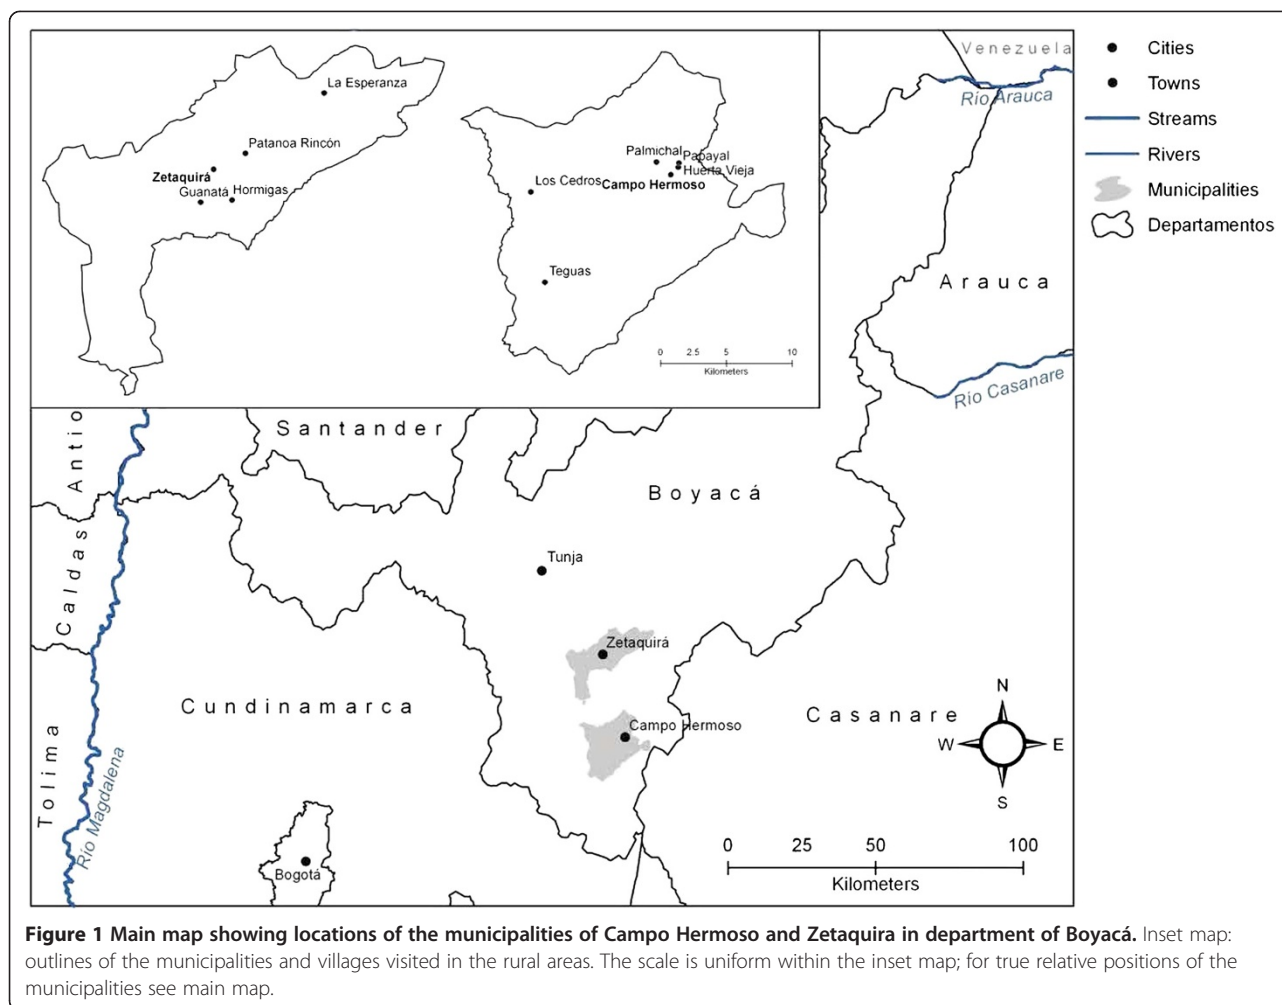 La Esperanza
Patanoa Rincón
Zetaquirá
Guanatá
Hormigas
Palmichal
Papayal
Huerta Vieja
Campo Hermoso
Los Cedros
Teguas
0 2.5 5 10
Kilometers
Venezuela
Río Arauca
Arauca
Río Casanare
Antio
Santander
Boyacá
Caldas
Tunja
Zetaquirá
Cundinamarca
Campo Hermoso
Casanare
Tolima
Río Magdalena
Bogotá
N
W
E
S
0 25 50 100
Kilometers
Cities
Towns
Streams
Rivers
Municipalities
Departamentos
Figure 1 Main map showing locations of the municipalities of Campo Hermoso and Zetaquira in department of Boyacá. Inset map:
outlines of the municipalities and villages visited in the rural areas. The scale is uniform within the inset map; for true relative positions of the
municipalities see main map.